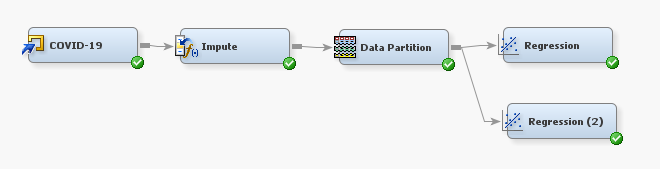 COVID-19
Impute
Data Partition
Regression
Regression (2)